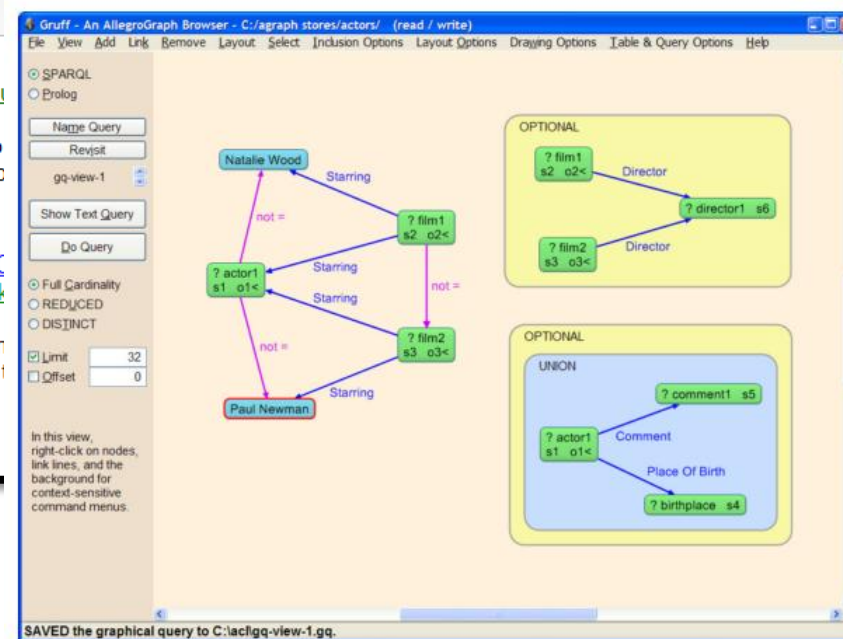 Gruff - An AllegroGraph Browser - C:/agraph stores/actors/ (read / write)
File View Add Link Remove Layout Select Inclusion Options Layout Options Drawing Options Table & Query Options Help
SPARQL
Prolog
Name Query
Revisit
gq-view-1
Show Text Query
Do Query
Full Cardinality
REDUCED
DISTINCT
Limit 32
Offset 0
In this view,
right-click on nodes,
link lines, and the
background for
context-sensitive
command menus.
Natalie Wood
Starring
not =
? film1
s2 o2<
Starring
? actor1
s1 o1<
Starring
not =
not =
? film2
s3 o3<
Starring
Paul Newman
OPTIONAL
? film1
s2 o2<
Director
? director1 s6
? film2
s3 o3<
Director
OPTIONAL
UNION
? comment1 s5
? actor1
s1 o1<
Comment
Place Of Birth
? birthplace s4
SAVED the graphical query to C:\acl\gq-view-1.gq.